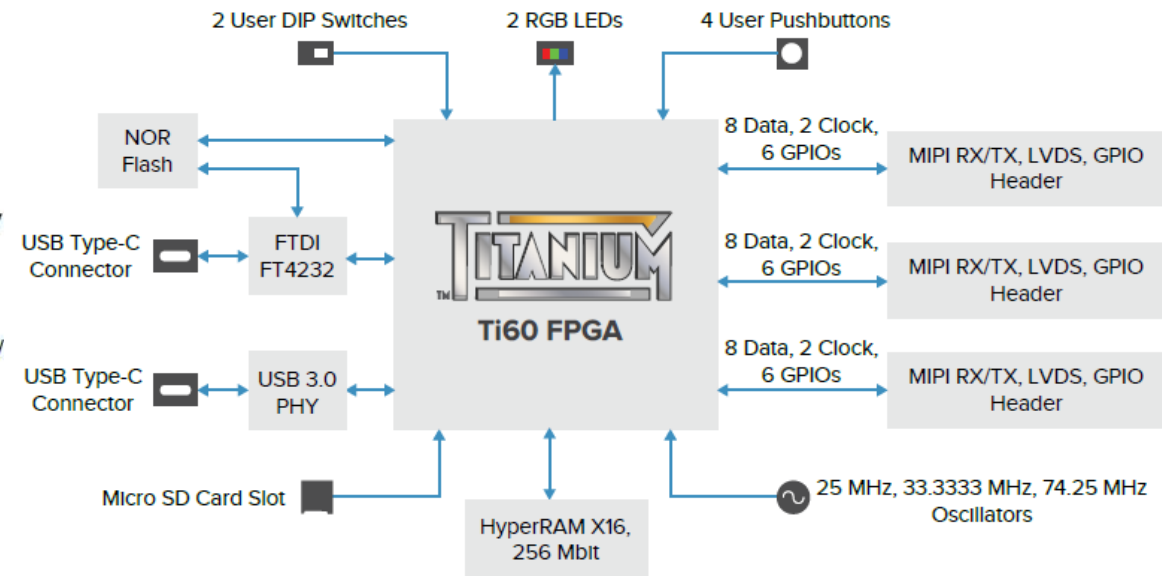 2 User DIP Switches
2 RGB LEDs
4 User Pushbuttons
NOR
Flash
8 Data, 2 Clock,
6 GPIOs
MIPI RX/TX, LVDS, GPIO
Header
USB Type-C
Connector
FTDI
FT4232
TITANIUM
TM
Ti60 FPGA
8 Data, 2 Clock,
6 GPIOs
MIPI RX/TX, LVDS, GPIO
Header
USB Type-C
Connector
USB 3.0
PHY
8 Data, 2 Clock,
6 GPIOs
MIPI RX/TX, LVDS, GPIO
Header
Micro SD Card Slot
HyperRAM X16,
256 Mbit
25 MHz, 33.3333 MHz, 74.25 MHz
Oscillators